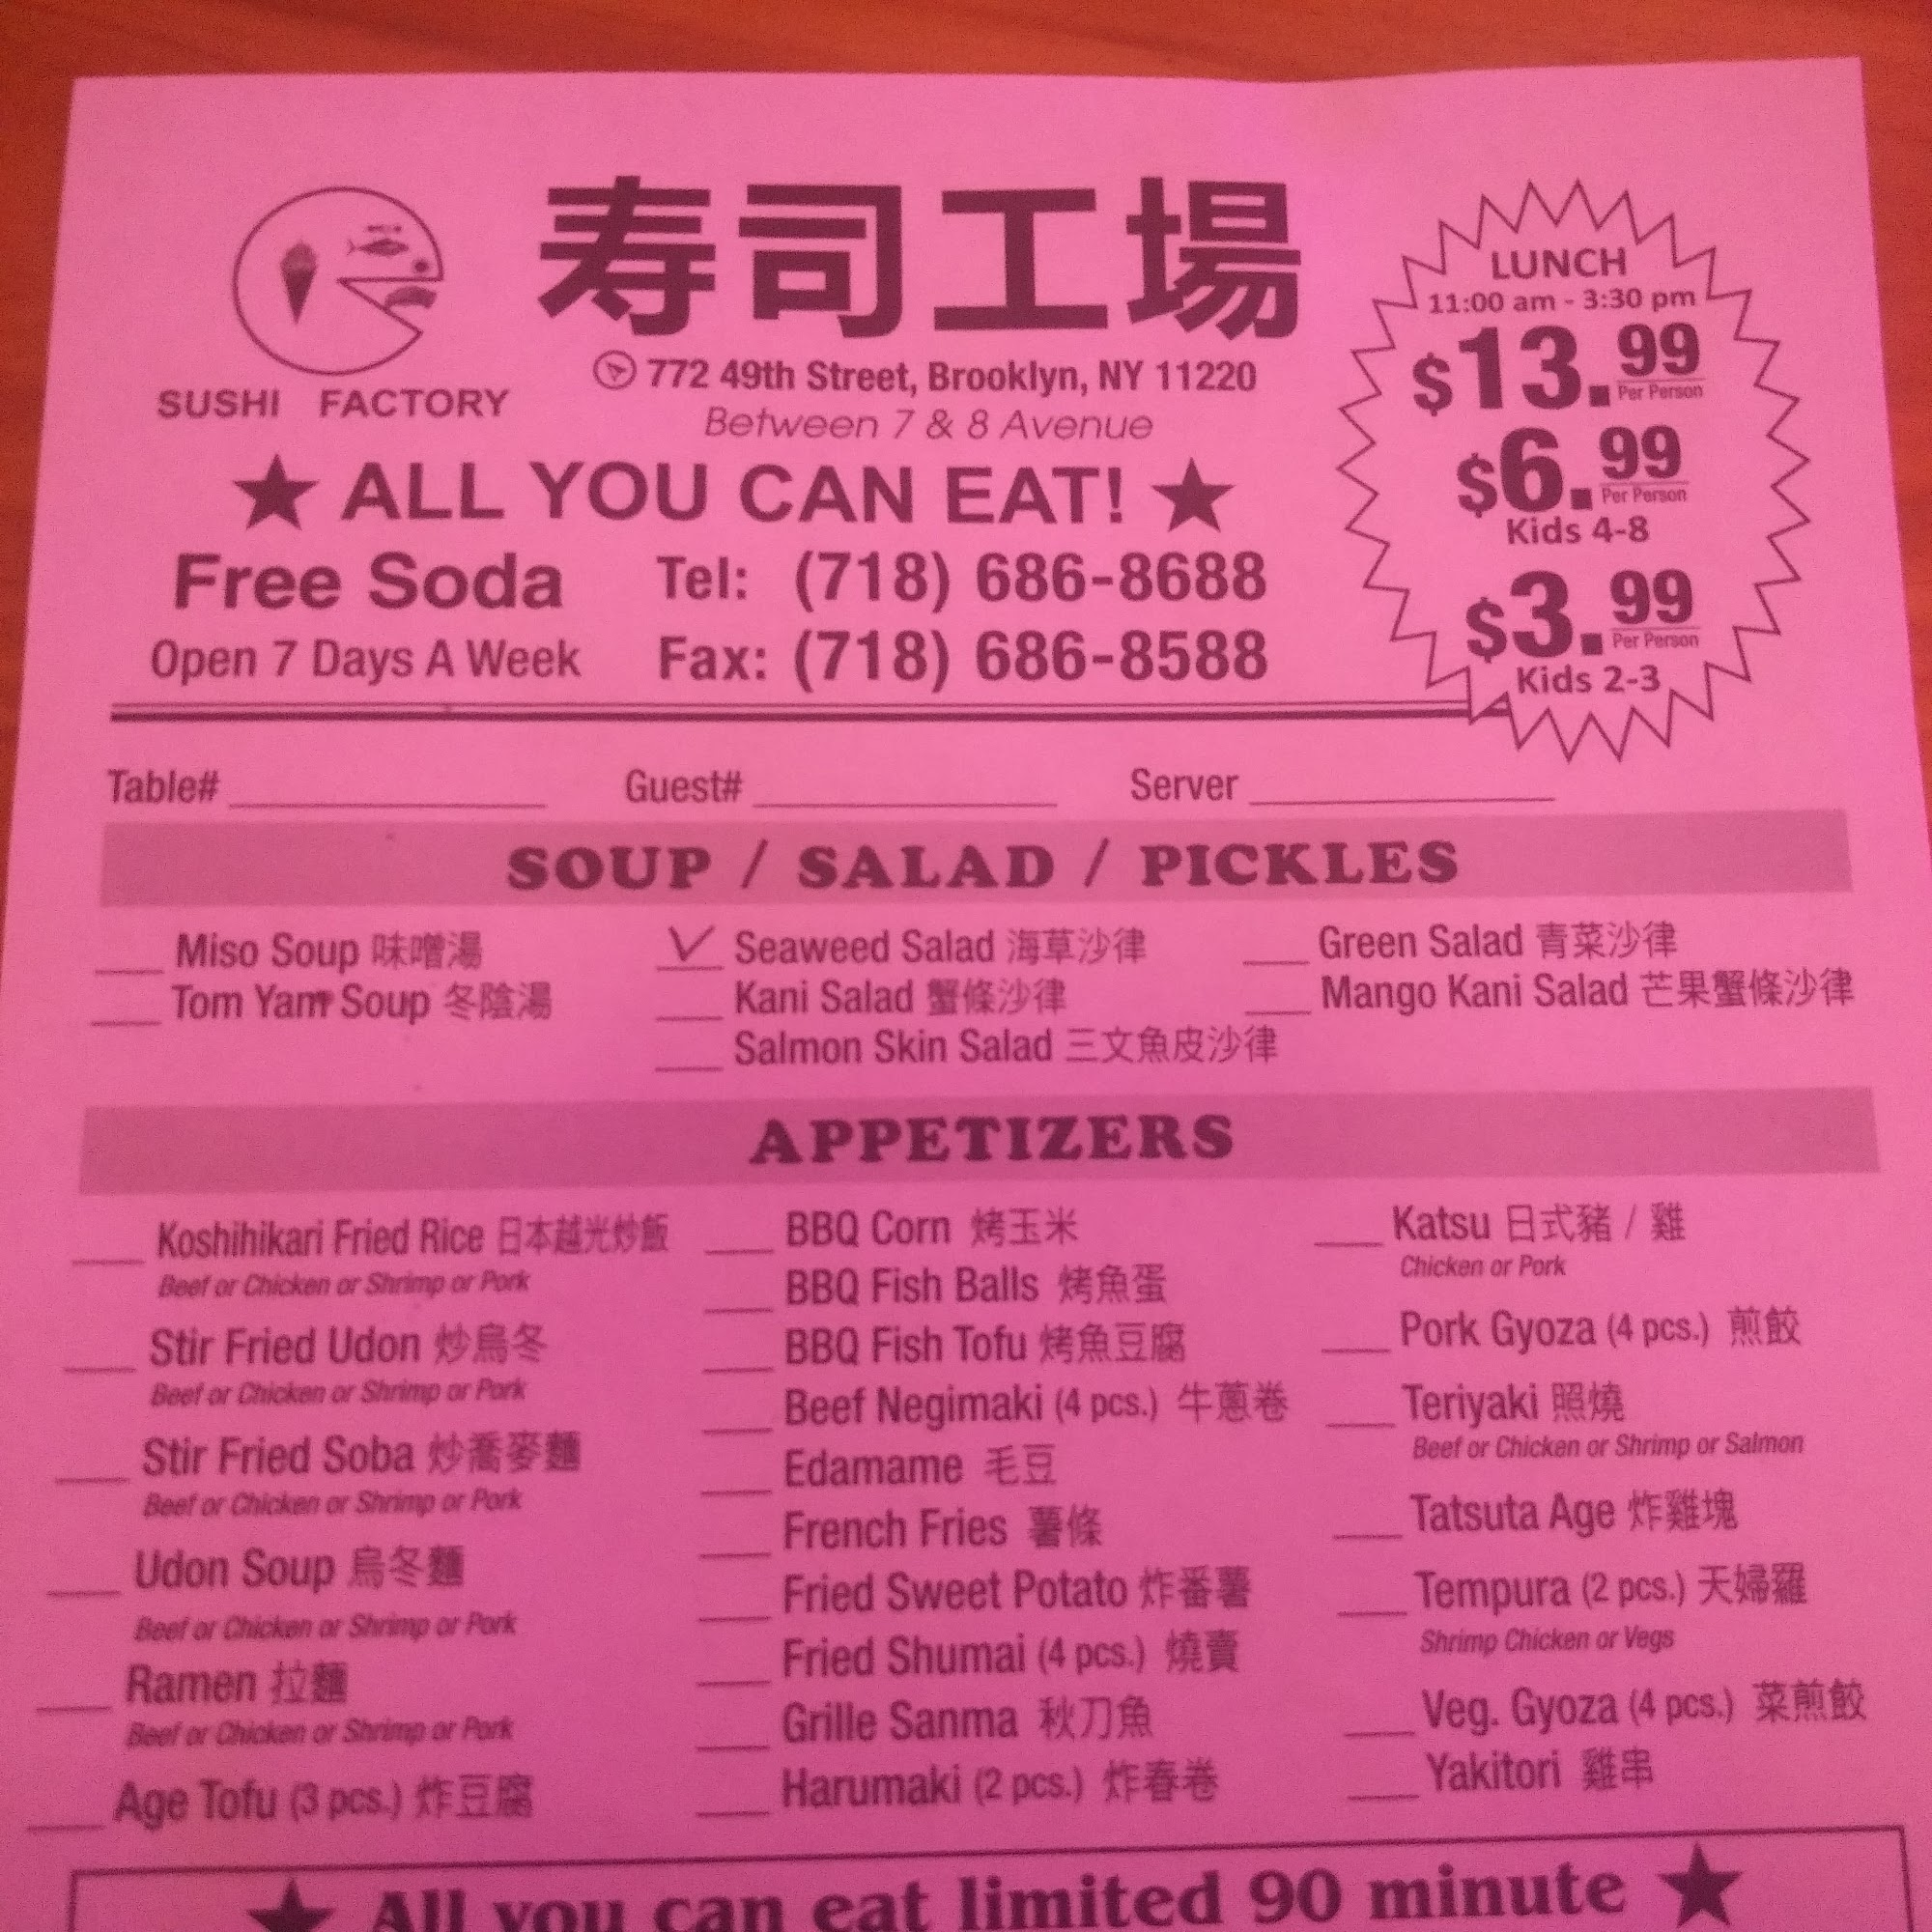 寿司工場
SUSHI FACTORY
772 49th Street, Brooklyn, NY 11220
Between 7 & 8 Avenue
★ ALL YOU CAN EAT! ★
Free Soda
Tel: (718) 686-8688
Open 7 Days A Week
Fax: (718) 686-8588
LUNCH
11:00 am - 3:30 pm
$13.99 Per Person
$6.99 Per Person
Kids 4-8
$3.99 Per Person
Kids 2-3
Table# Guest# Server
SOUP / SALAD / PICKLES
Miso Soup 味噌湯
Tom Yam Soup 冬陰湯
Seaweed Salad 海草沙律
Kani Salad 蟹條沙律
Salmon Skin Salad 三文魚皮沙律
Green Salad 青菜沙律
Mango Kani Salad 芒果蟹條沙律
APPETIZERS
Koshihikari Fried Rice 日本越光炒飯
Beef or Chicken or Shrimp or Pork
Stir Fried Udon 炒烏冬
Beef or Chicken or Shrimp or Pork
Stir Fried Soba 炒蕎麥麵
Beef or Chicken or Shrimp or Pork
Udon Soup 烏冬麵
Beef or Chicken or Shrimp or Pork
Ramen 拉麵
Beef or Chicken or Shrimp or Pork
Age Tofu (3 pcs.) 炸豆腐
BBQ Corn 烤玉米
BBQ Fish Balls 烤魚蛋
BBQ Fish Tofu 烤魚豆腐
Beef Negimaki (4 pcs.) 牛蔥卷
Edamame 毛豆
French Fries 薯條
Fried Sweet Potato 炸番薯
Fried Shumai (4 pcs.) 燒賣
Grille Sanma 秋刀魚
Harumaki (2 pcs.) 炸春卷
Katsu 日式豬 / 雞
Chicken or Pork
Pork Gyoza (4 pcs.) 煎餃
Teriyaki 照燒
Beef or Chicken or Shrimp or Salmon
Tatsuta Age 炸雞塊
Tempura (2 pcs.) 天婦羅
Shrimp Chicken or Vegs
Veg. Gyoza (4 pcs.) 菜煎餃
Yakitori 雞串
★ All you can eat limited 90 minute ★